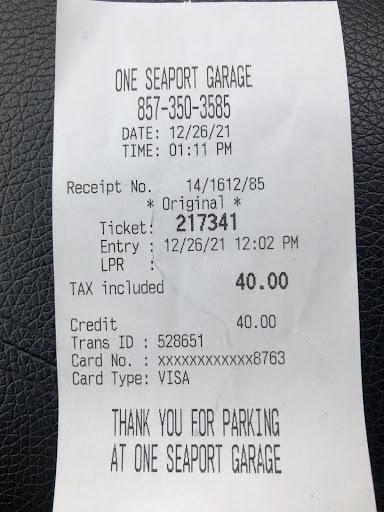 ONE SEAPORT GARAGE
857-350-3585
DATE: 12/26/21
TIME: 01:11 PM
Receipt No. 14/1612/85
* Original *
Ticket: 217341
Entry : 12/26/21 12:02 PM
LPR :
TAX included 40.00
Credit 40.00
Trans ID : 528651
Card No. : xxxxxxxxxxxx8763
Card Type: VISA
THANK YOU FOR PARKING
AT ONE SEAPORT GARAGE